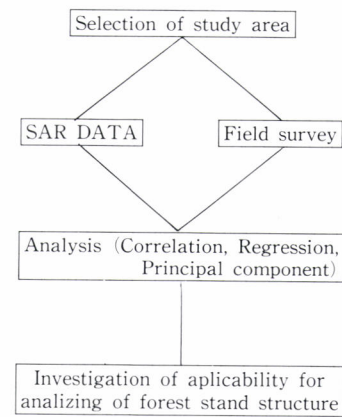 Selection of study area
SAR DATA
Field survey
Analysis (Correlation, Regression,
Principal component)
Investigation of aplicability for
analizing of forest stand structure